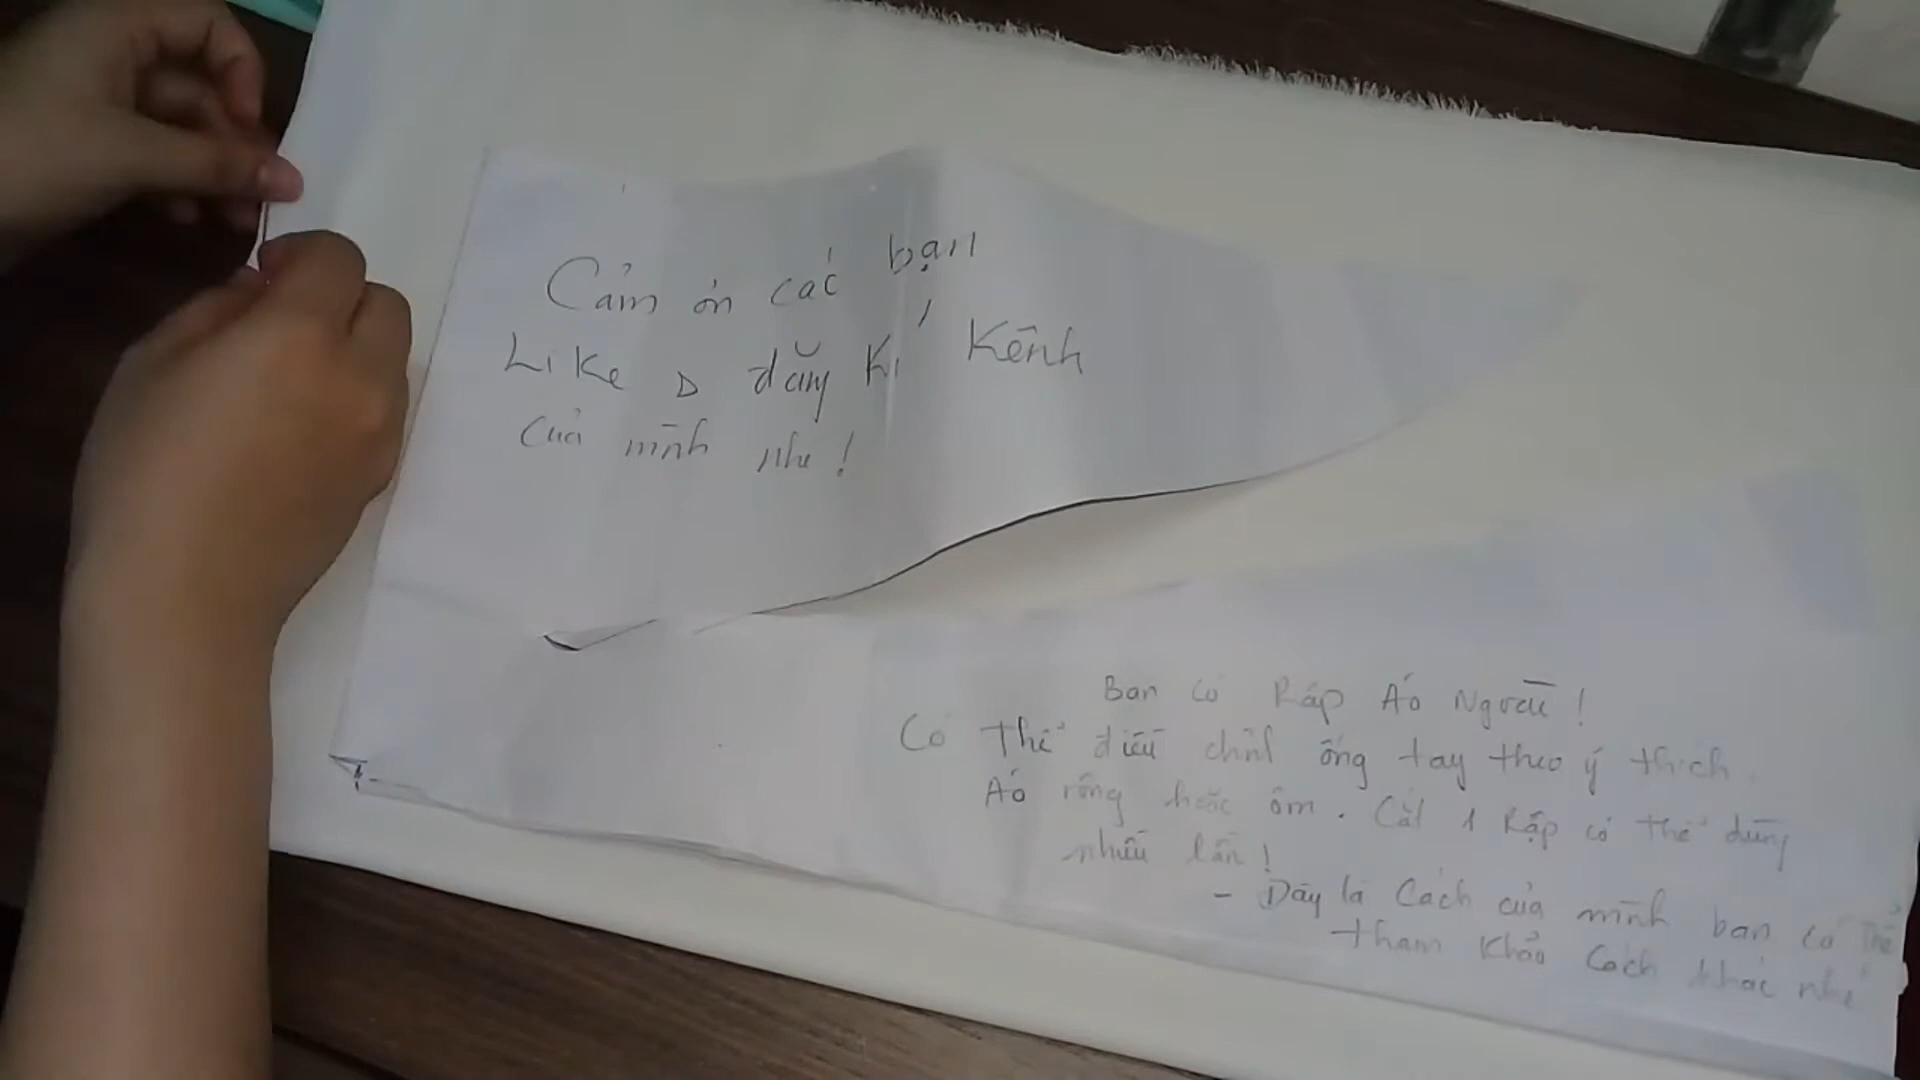 Cảm ơn các bạn
Like ▷ đăng kí kênh
của mình nhé!
Bạn có Rập Áo Người!
Có thể điều chỉnh ống tay theo ý thích.
Áo rộng hoặc ôm. Cắt 1 Rập có thể dùng
nhiều lần!
- Đây là Cách của mình bạn có thể
tham khảo Cách khác nhé